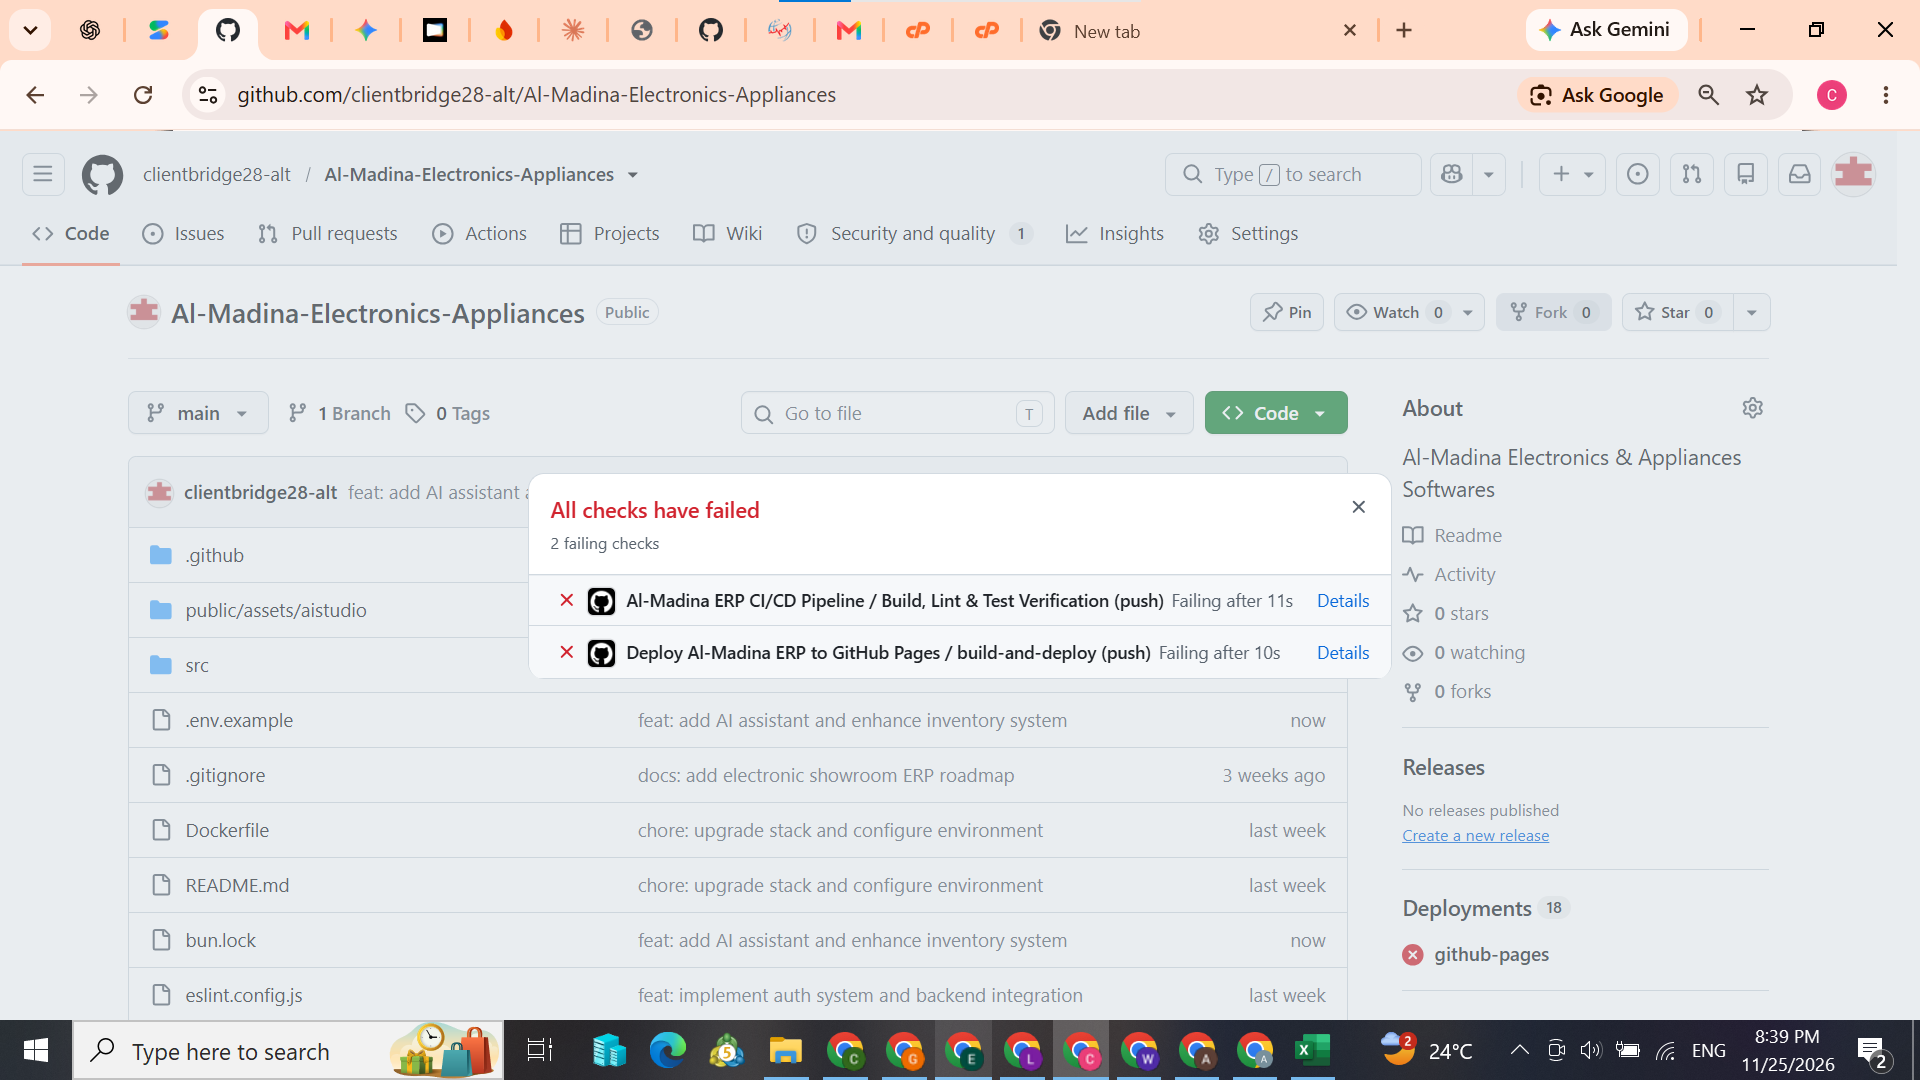 New tab
Ask Gemini
github.com/clientbridge28-alt/Al-Madina-Electronics-Appliances
Ask Google
C
clientbridge28-alt / Al-Madina-Electronics-Appliances
Type / to search
Code
Issues
Pull requests
Actions
Projects
Wiki
Security and quality 1
Insights
Settings
Al-Madina-Electronics-Appliances
Public
Pin
Watch 0
Fork 0
Star 0
main
1 Branch
0 Tags
Go to file
T
Add file
Code
About
Al-Madina Electronics & Appliances
Softwares
clientbridge28-alt feat: add AI assistant
All checks have failed
2 failing checks
Al-Madina ERP CI/CD Pipeline / Build, Lint & Test Verification (push) Failing after 11s Details
Deploy Al-Madina ERP to GitHub Pages / build-and-deploy (push) Failing after 10s Details
.github
public/assets/aistudio
src
.env.example feat: add AI assistant and enhance inventory system now
.gitignore docs: add electronic showroom ERP roadmap 3 weeks ago
Dockerfile chore: upgrade stack and configure environment last week
README.md chore: upgrade stack and configure environment last week
bun.lock feat: add AI assistant and enhance inventory system now
eslint.config.js feat: implement auth system and backend integration last week
Readme
Activity
0 stars
0 watching
0 forks
Releases
No releases published
Create a new release
Deployments 18
github-pages
Type here to search
5
C
G
E
L
C
W
A
A
2
24°C
ENG
8:39 PM
11/25/2026
2